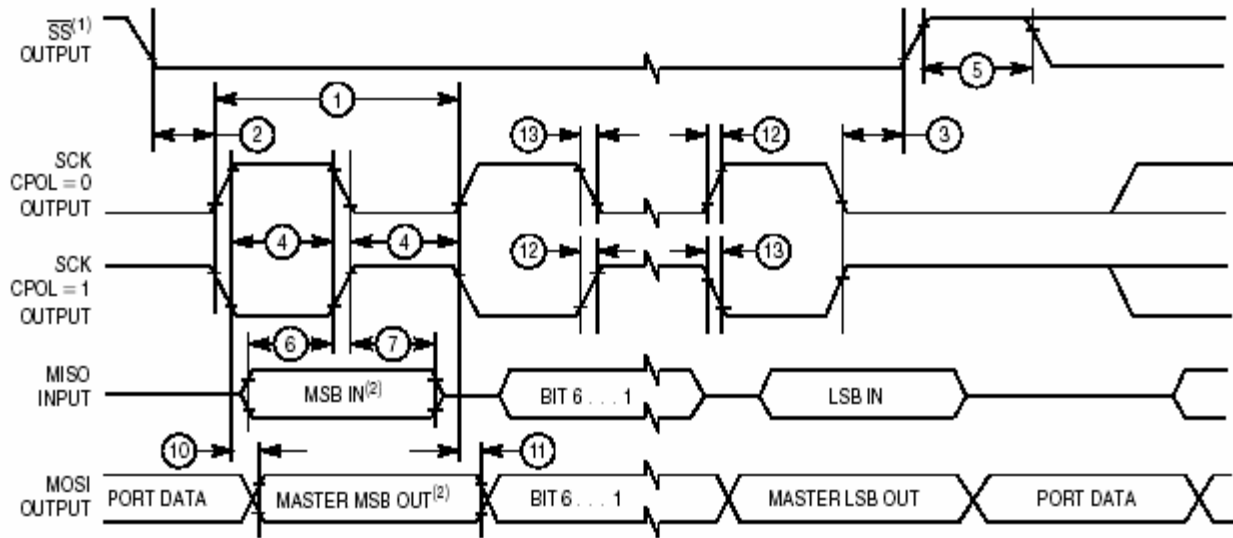 SS(1)
OUTPUT
5
1
2
13
12
3
SCK
CPOL = 0
OUTPUT
4
4
12
13
SCK
CPOL = 1
OUTPUT
6
7
MISO
INPUT
MSB IN(2)
BIT 6 . . . 1
LSB IN
10
11
MOSI
OUTPUT
PORT DATA
MASTER MSB OUT(2)
BIT 6 . . . 1
MASTER LSB OUT
PORT DATA